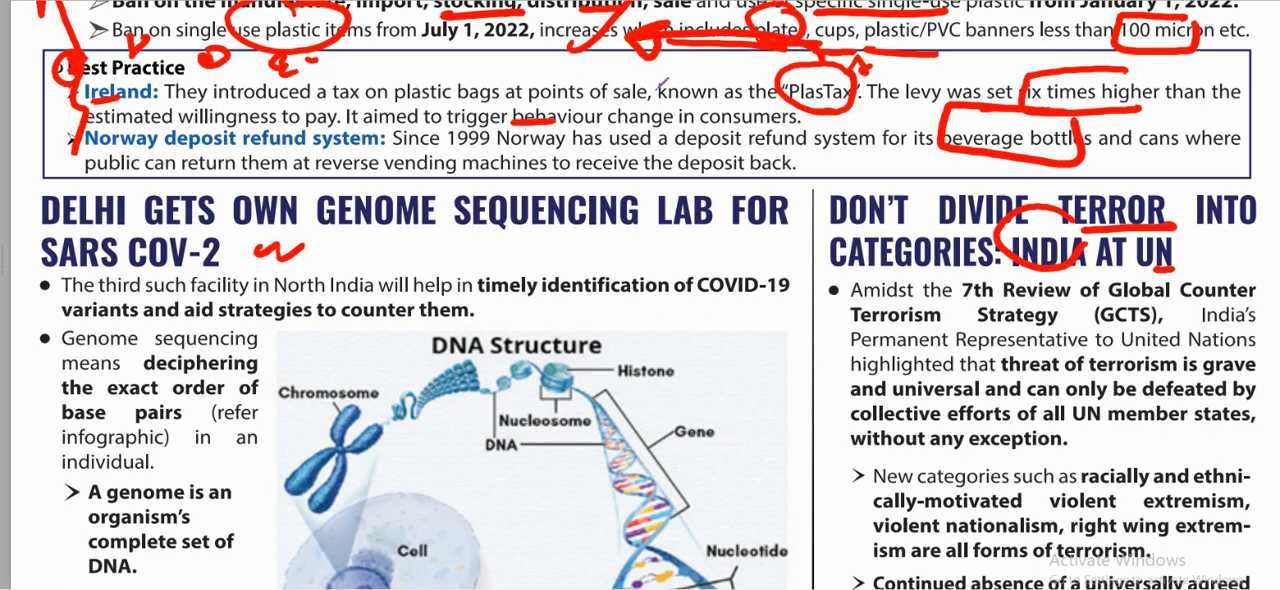 Ban on the manufacture, import, stocking, distribution, sale and use of specific single-use plastic from January 1, 2022.
Ban on single use plastic items from July 1, 2022, increases which includes plates, cups, plastic/PVC banners less than 100 micron etc.
Best Practice
Ireland: They introduced a tax on plastic bags at points of sale, known as the "PlasTax". The levy was set six times higher than the
estimated willingness to pay. It aimed to trigger behaviour change in consumers.
Norway deposit refund system: Since 1999 Norway has used a deposit refund system for its beverage bottles and cans where
public can return them at reverse vending machines to receive the deposit back.
DELHI GETS OWN GENOME SEQUENCING LAB FOR
SARS COV-2
The third such facility in North India will help in timely identification of COVID-19
variants and aid strategies to counter them.
Genome sequencing
means deciphering
the exact order of
base pairs (refer
infographic) in an
individual.
A genome is an
organism's
complete set of
DNA.
DNA Structure
Chromosome
Histone
Nucleosome
DNA
Gene
Cell
Nucleotide
DON'T DIVIDE TERROR INTO
CATEGORIES: INDIA AT UN
Amidst the 7th Review of Global Counter
Terrorism Strategy (GCTS), India's
Permanent Representative to United Nations
highlighted that threat of terrorism is grave
and universal and can only be defeated by
collective efforts of all UN member states,
without any exception.
New categories such as racially and ethni-
cally-motivated violent extremism,
violent nationalism, right wing extrem-
ism are all forms of terrorism.
Continued absence of a universally agreed
Activate Windows
Go to Settings to activate Windows.